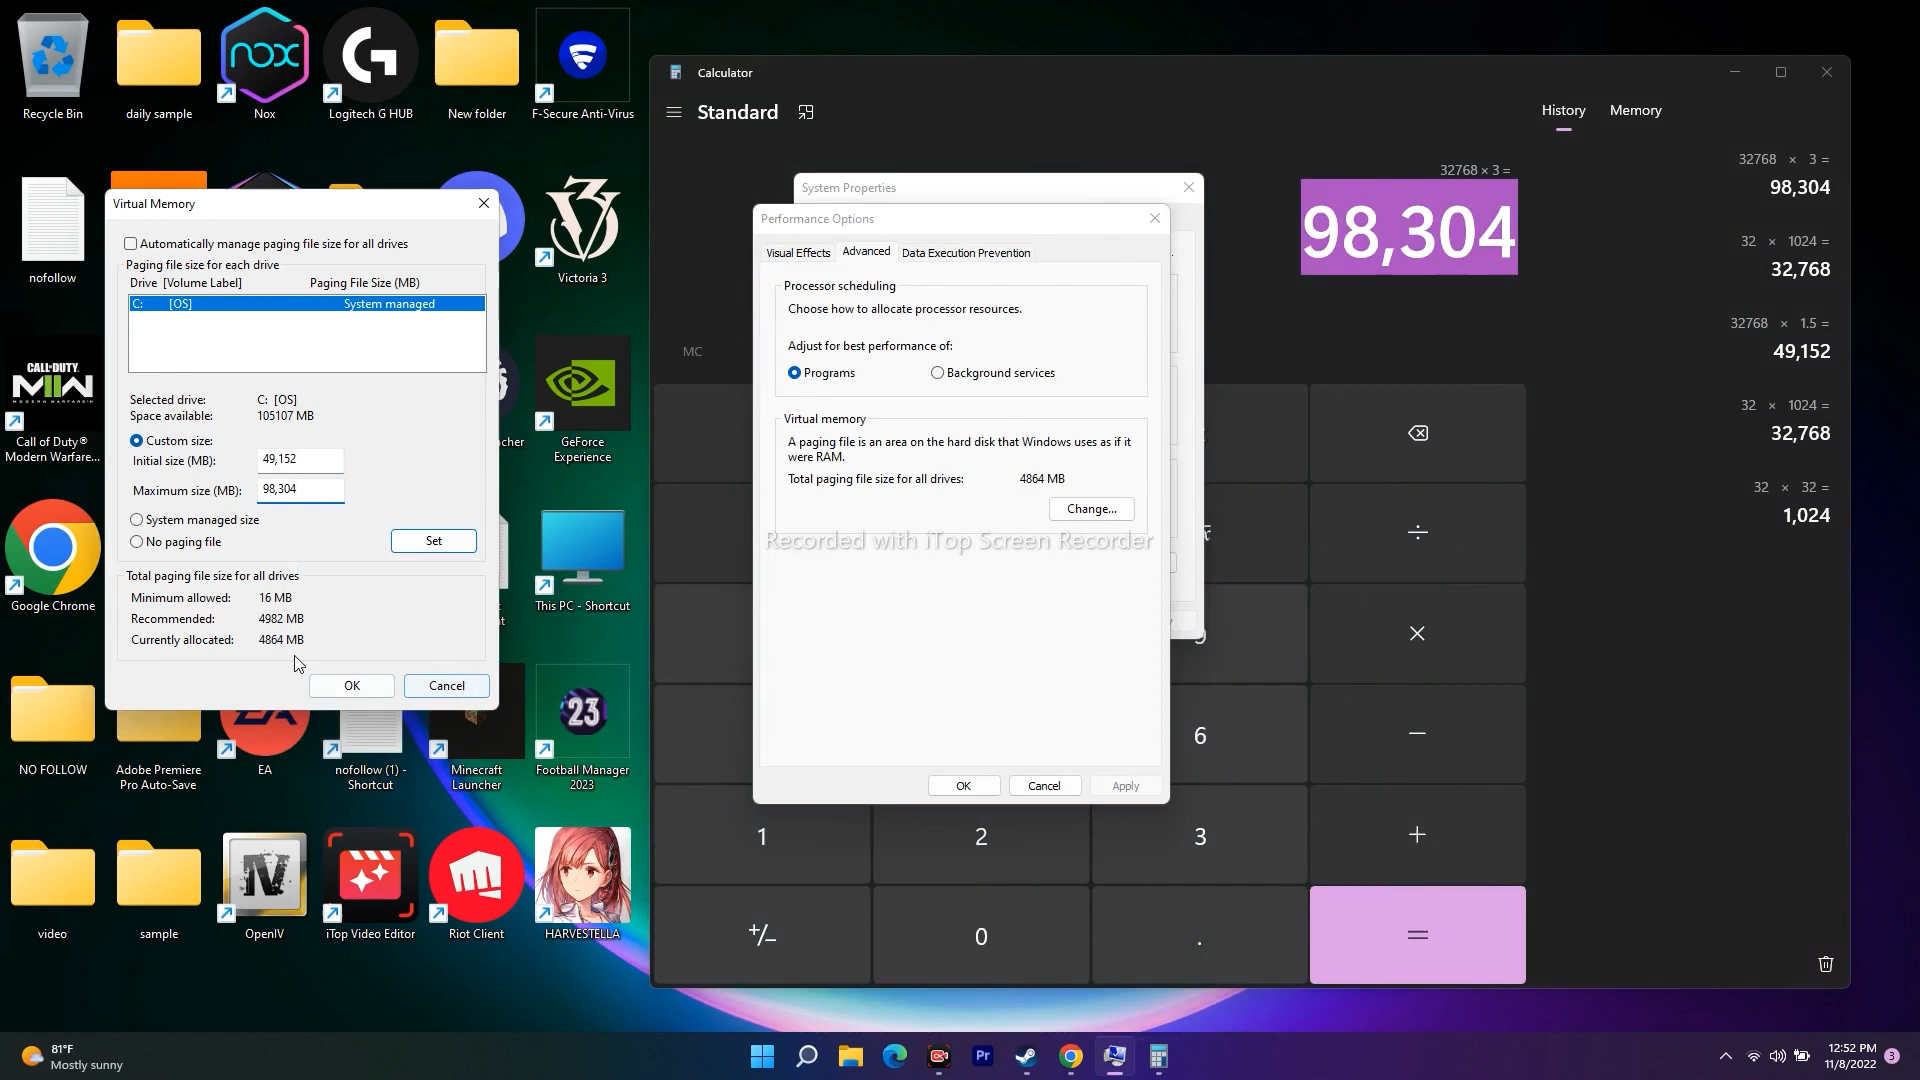 Recycle Bin
daily sample
nox
Nox
Logitech G HUB
New folder
F-Secure Anti-Virus
nofollow
Victoria 3
CALL OF DUTY
MWII
MODERN WARFARE
Call of Duty®
Modern Warfare...
cher
GeForce
Experience
Google Chrome
t
This PC - Shortcut
NO FOLLOW
Adobe Premiere
Pro Auto-Save
EA
nofollow (1) -
Shortcut
Minecraft
Launcher
23
Football Manager
2023
video
sample
IV
OpenIV
iTop Video Editor
Riot Client
HARVESTELLA
Virtual Memory
Automatically manage paging file size for all drives
Paging file size for each drive
Drive [Volume Label]
Paging File Size (MB)
C: [OS]
System managed
Selected drive: C: [OS]
Space available: 105107 MB
Custom size:
Initial size (MB): 49,152
Maximum size (MB): 98,304
System managed size
No paging file
Set
Total paging file size for all drives
Minimum allowed: 16 MB
Recommended: 4982 MB
Currently allocated: 4864 MB
OK
Cancel
Calculator
Standard
History
Memory
32768 × 3 =
98,304
MC
32768 × 3 =
98,304
32 × 1024 =
32,768
32768 × 1.5 =
49,152
32 × 1024 =
32,768
32 × 32 =
1,024
÷
×
6
−
1
2
3
+
+/−
0
.
=
System Properties
Performance Options
Visual Effects
Advanced
Data Execution Prevention
Processor scheduling
Choose how to allocate processor resources.
Adjust for best performance of:
Programs
Background services
Virtual memory
A paging file is an area on the hard disk that Windows uses as if it
were RAM.
Total paging file size for all drives: 4864 MB
Change...
Recorded with iTop Screen Recorder
OK
Cancel
Apply
81°F
Mostly sunny
Pr
12:52 PM
11/8/2022
3